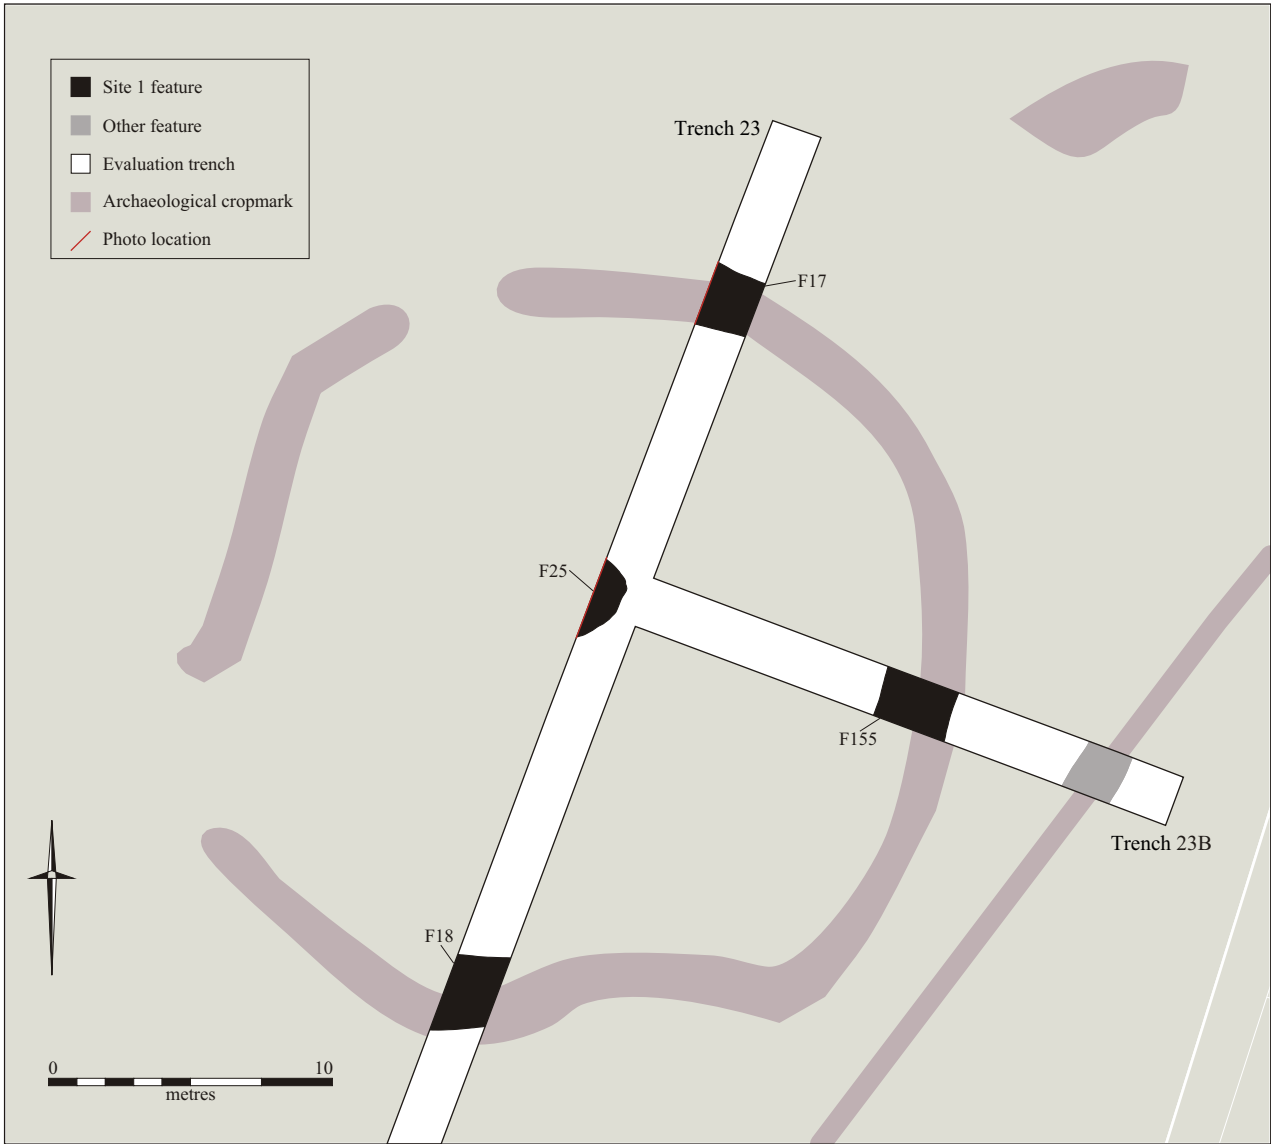 Site 1 feature
Other feature
Evaluation trench
Archaeological cropmark
Photo location
Trench 23
F17
F25
F155
Trench 23B
F18
0 10
metres